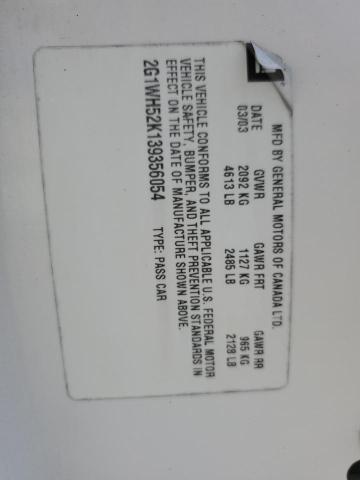 MFD BY GENERAL MOTORS OF CANADA LTD.
DATE GVWR GAWR FRT GAWR RR
03/03 2092 KG 1127 KG 965 KG
4613 LB 2485 LB 2128 LB
THIS VEHICLE CONFORMS TO ALL APPLICABLE U.S. FEDERAL MOTOR
VEHICLE SAFETY, BUMPER, AND THEFT PREVENTION STANDARDS IN
EFFECT ON THE DATE OF MANUFACTURE SHOWN ABOVE.
2G1WH52K139356054 TYPE: PASS CAR